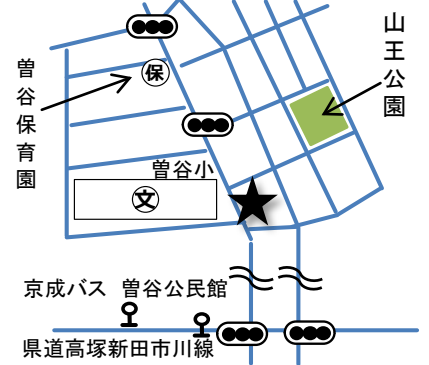 山王公園
曽谷保育園
保
曽谷小
文
京成バス 曽谷公民館
県道高塚新田市川線